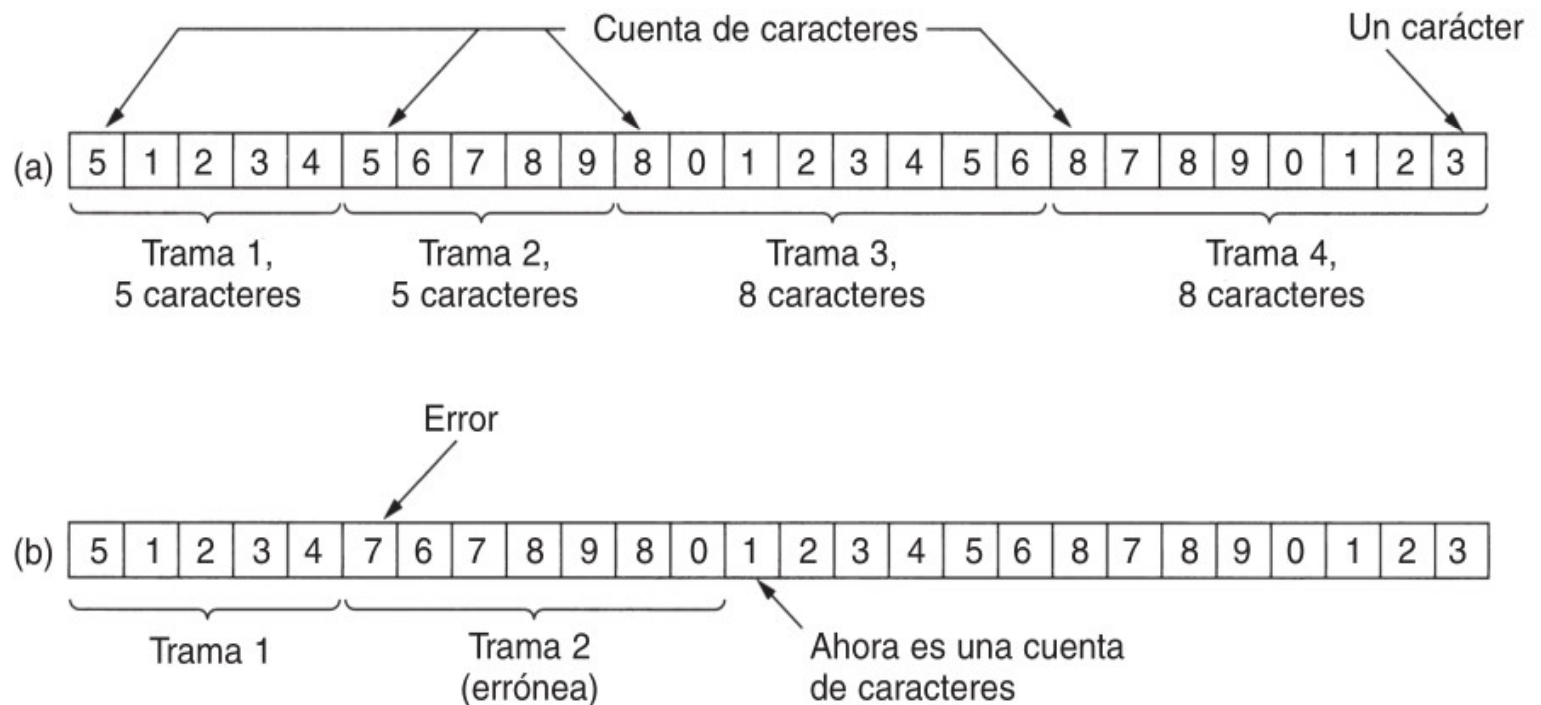 Cuenta de caracteres Un carácter
(a) 5 1 2 3 4 5 6 7 8 9 8 0 1 2 3 4 5 6 8 7 8 9 0 1 2 3
Trama 1, Trama 2, Trama 3, Trama 4,
5 caracteres 5 caracteres 8 caracteres 8 caracteres
Error
(b) 5 1 2 3 4 7 6 7 8 9 8 0 1 2 3 4 5 6 8 7 8 9 0 1 2 3
Trama 1 Trama 2 Ahora es una cuenta
(errónea) de caracteres